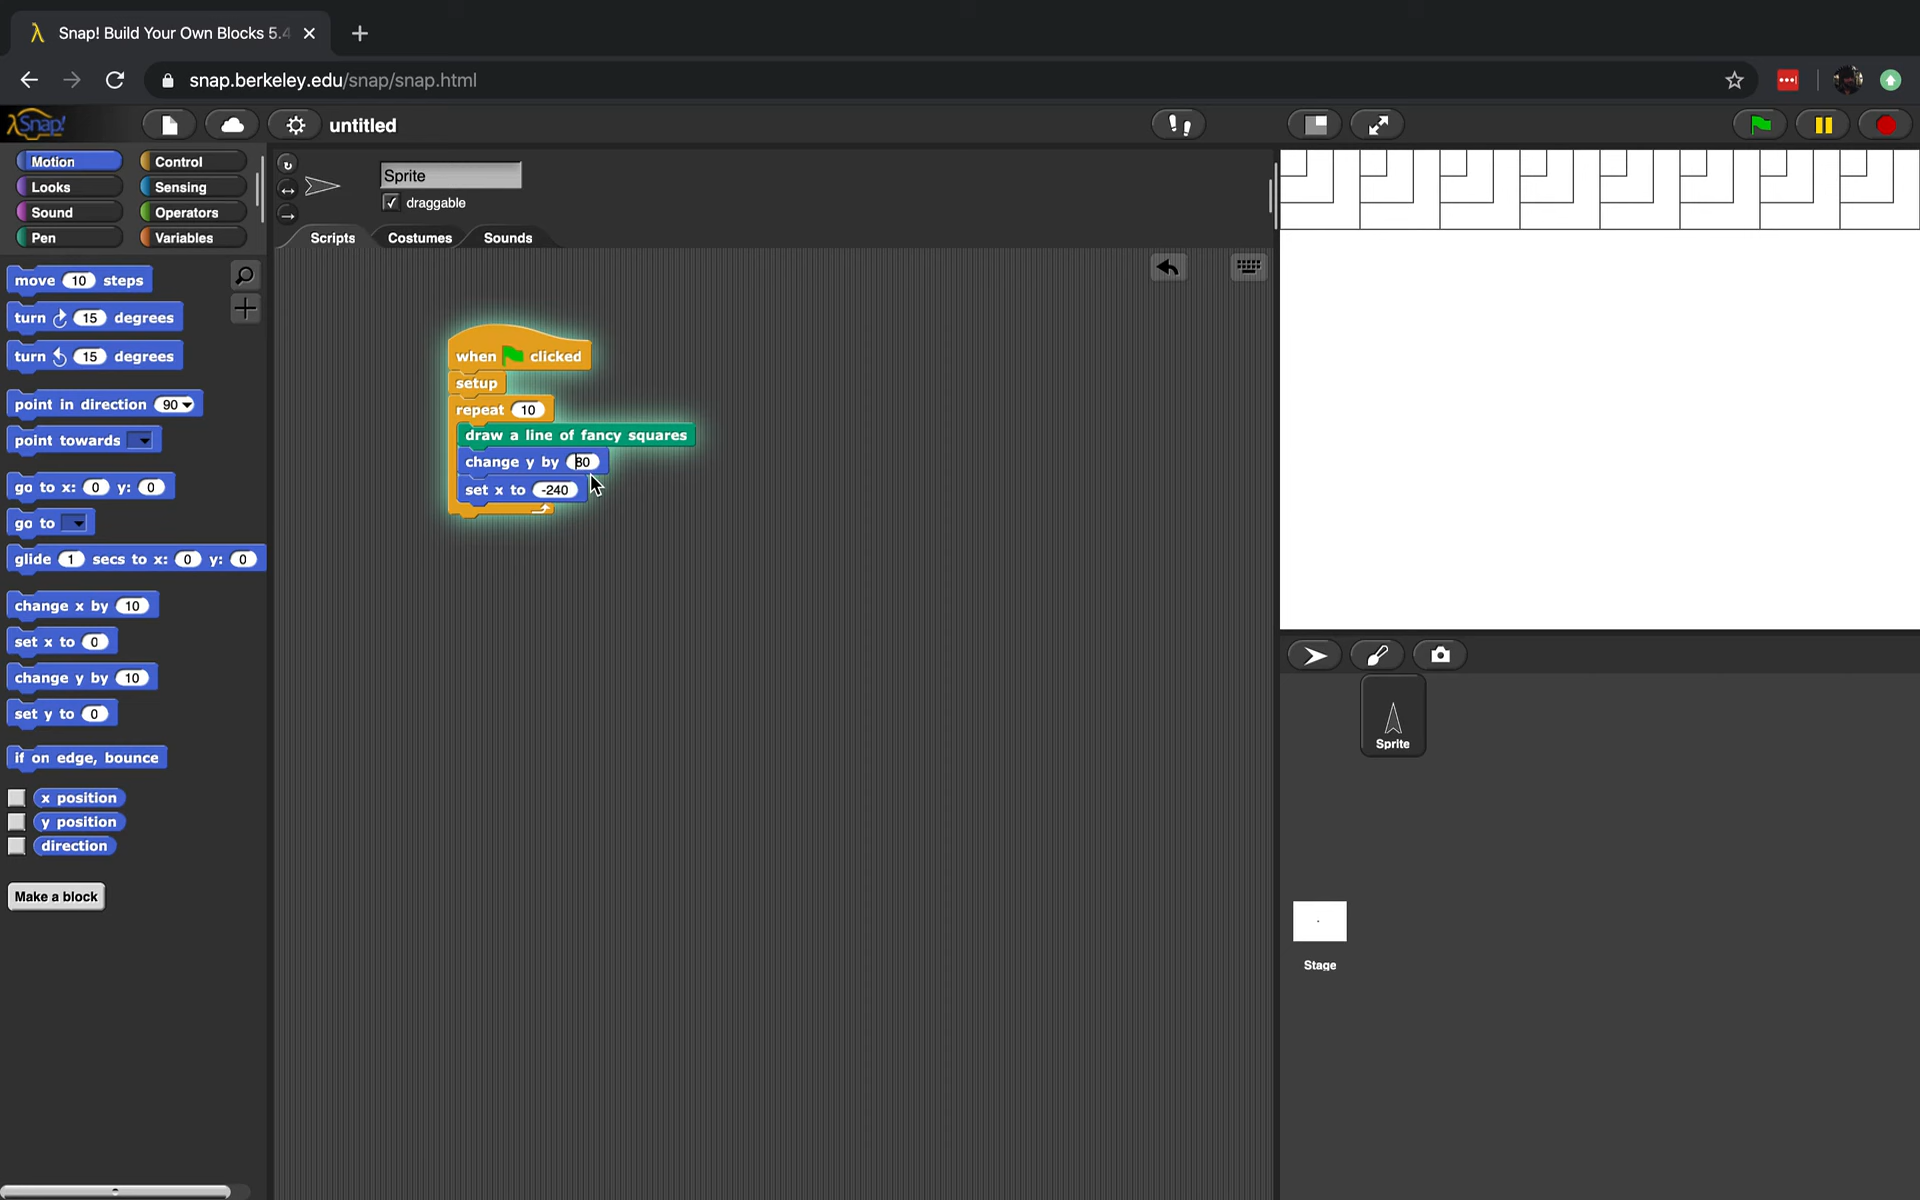 Snap! Build Your Own Blocks 5.4
snap.berkeley.edu/snap/snap.html
Snap!
untitled
Motion
Control
Looks
Sensing
Sound
Operators
Pen
Variables
Sprite
draggable
Scripts
Costumes
Sounds
move 10 steps
turn 15 degrees
turn 15 degrees
point in direction 90
point towards
go to x: 0 y: 0
go to
glide 1 secs to x: 0 y: 0
change x by 10
set x to 0
change y by 10
set y to 0
if on edge, bounce
x position
y position
direction
Make a block
when clicked
setup
repeat 10
draw a line of fancy squares
change y by 80
set x to -240
Sprite
Stage